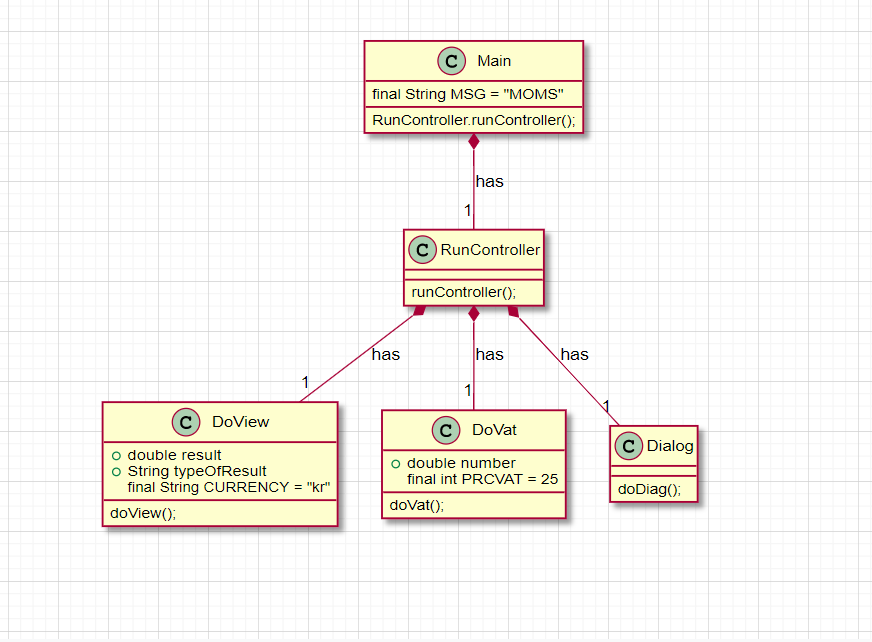 C Main
final String MSG = "MOMS"
RunController.runController();
has
1
C RunController
runController();
has
has
has
1
1
1
C DoView
double result
String typeOfResult
final String CURRENCY = "kr"
doView();
C DoVat
double number
final int PRCVAT = 25
doVat();
C Dialog
doDiag();